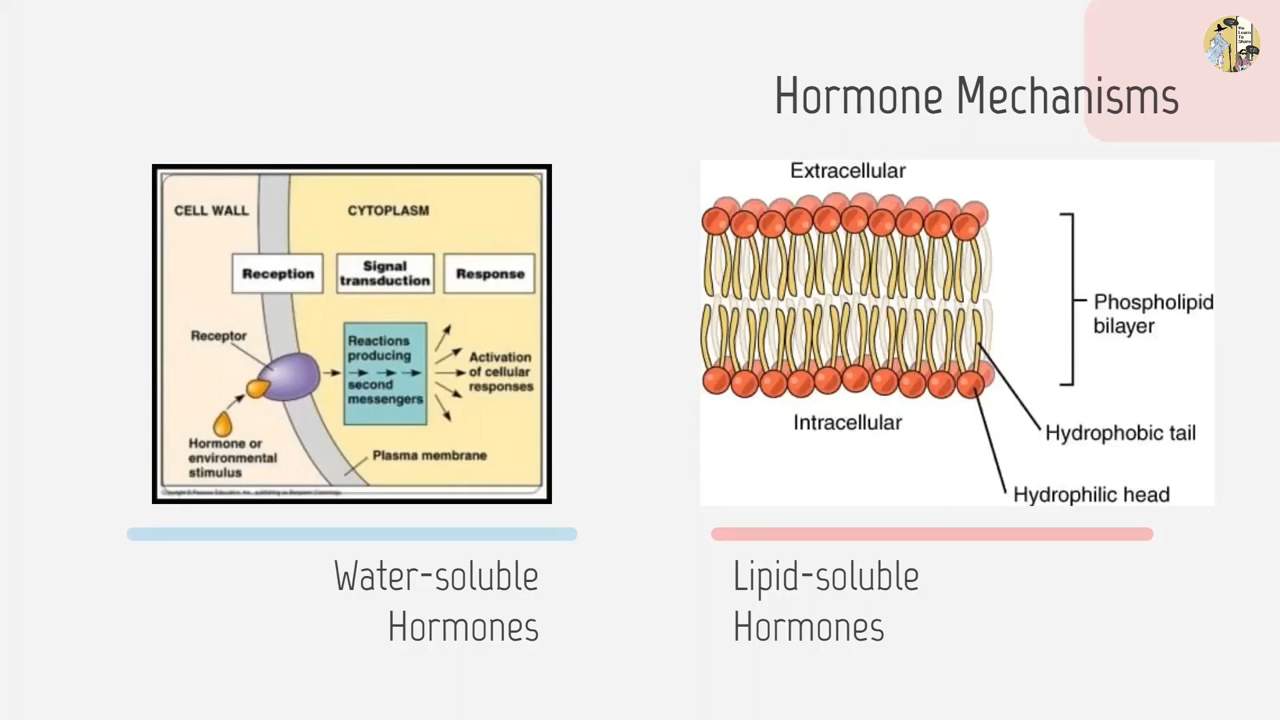 Hormone Mechanisms
CELL WALL
CYTOPLASM
Reception
Signal
transduction
Response
Receptor
Reactions
producing
second
messengers
Activation
of cellular
responses
Hormone or
environmental
stimulus
Plasma membrane
Extracellular
Phospholipid
bilayer
Intracellular
Hydrophobic tail
Hydrophilic head
Water-soluble
Hormones
Lipid-soluble
Hormones